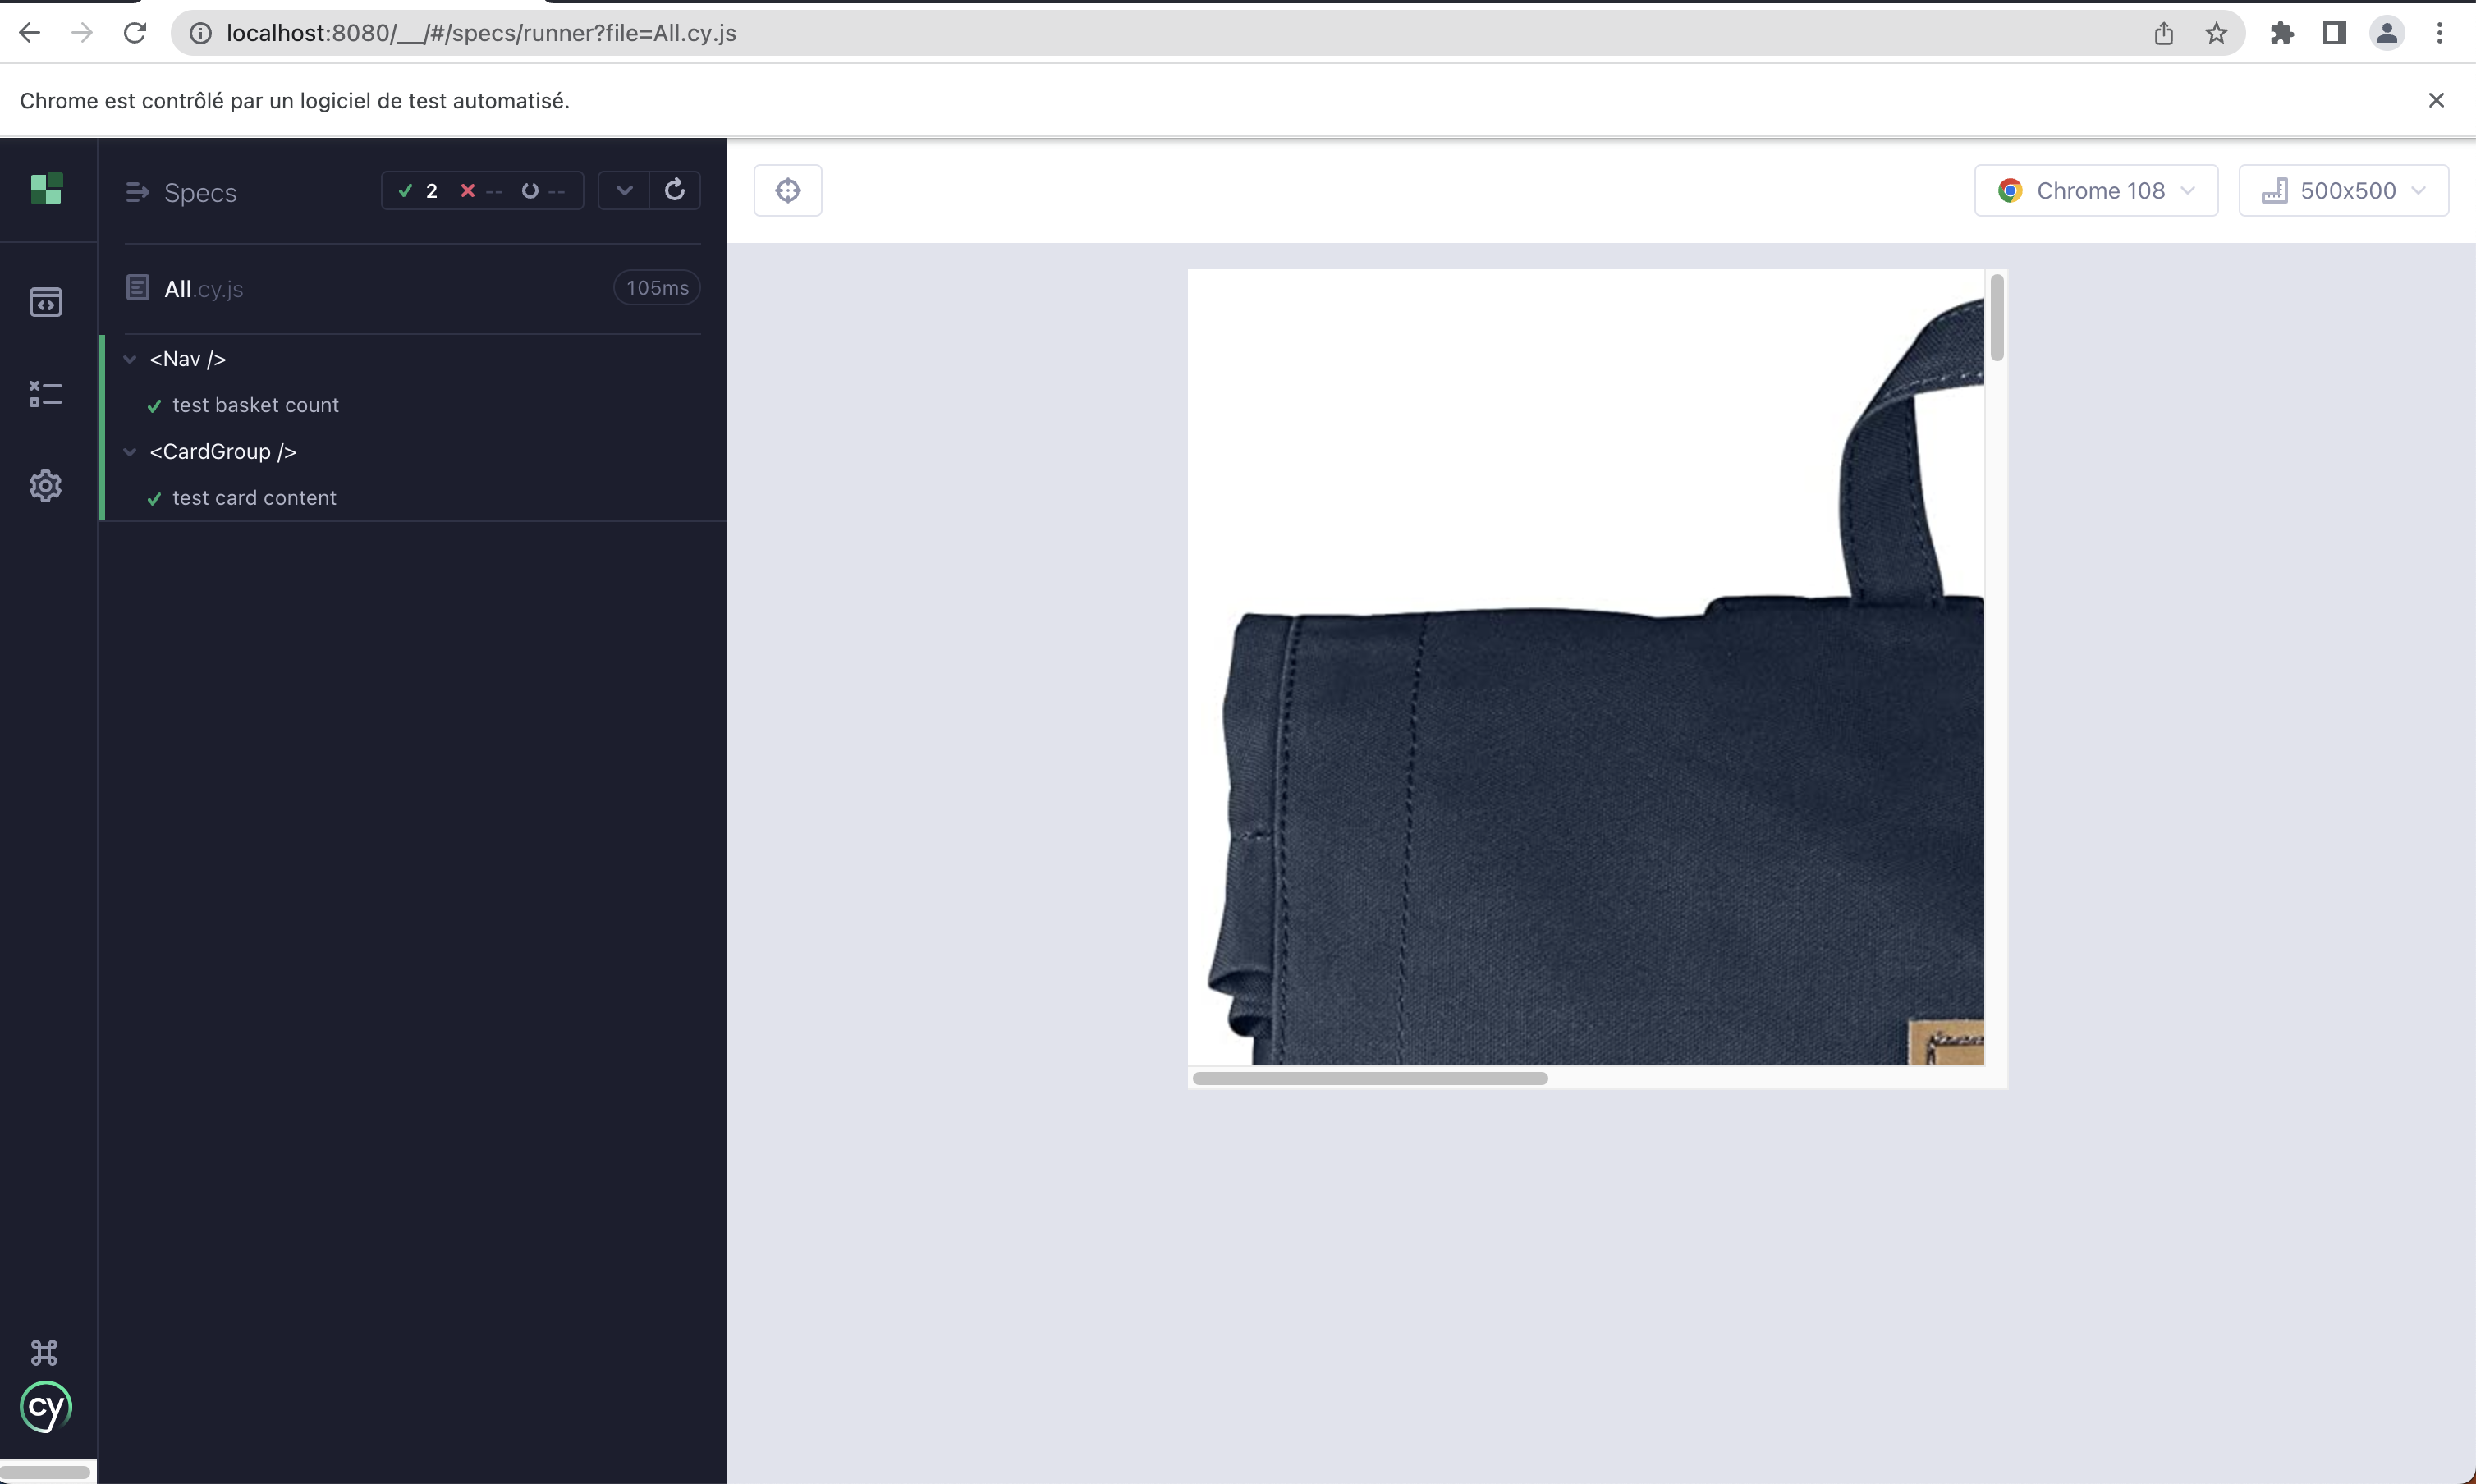 localhost:8080/__/#/specs/runner?file=All.cy.js
Chrome est contrôlé par un logiciel de test automatisé.
Specs
2 -- --
Chrome 108
500x500
All.cy.js
105ms
<Nav />
test basket count
<CardGroup />
test card content
cy